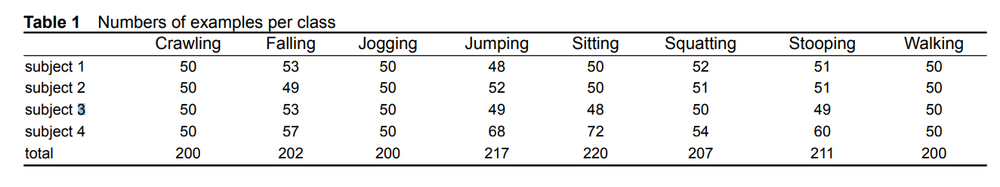 Table 1 Numbers of examples per class
Crawling Falling Jogging Jumping Sitting Squatting Stooping Walking
subject 1 50 53 50 48 50 52 51 50
subject 2 50 49 50 52 50 51 51 50
subject 3 50 53 50 49 48 50 49 50
subject 4 50 57 50 68 72 54 60 50
total 200 202 200 217 220 207 211 200